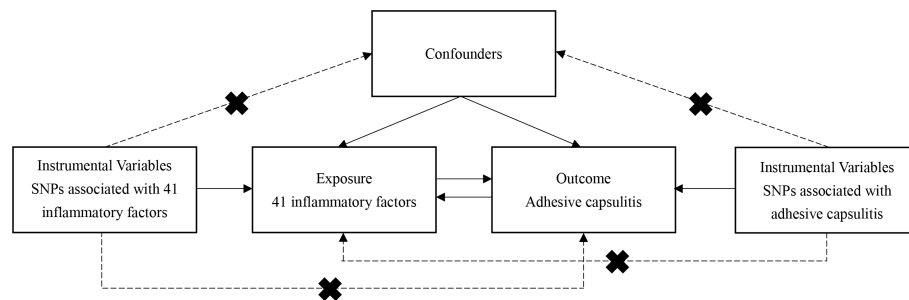 Confounders
Instrumental Variables
SNPs associated with 41
inflammatory factors
Exposure
41 inflammatory factors
Outcome
Adhesive capsulitis
Instrumental Variables
SNPs associated with
adhesive capsulitis